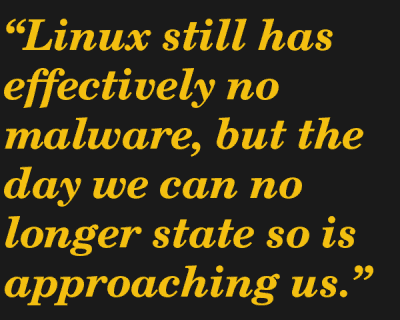 “Linux still has
effectively no
malware, but the
day we can no
longer state so is
approaching us.”